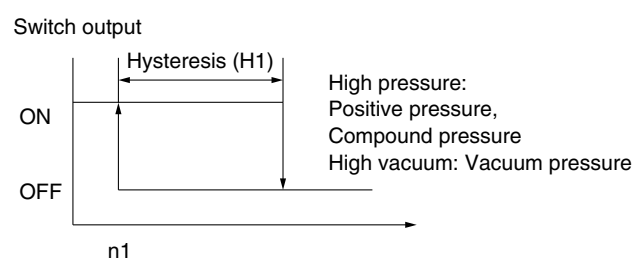 Switch output
Hysteresis (H1)
High pressure:
Positive pressure,
Compound pressure
High vacuum: Vacuum pressure
ON
OFF
n1